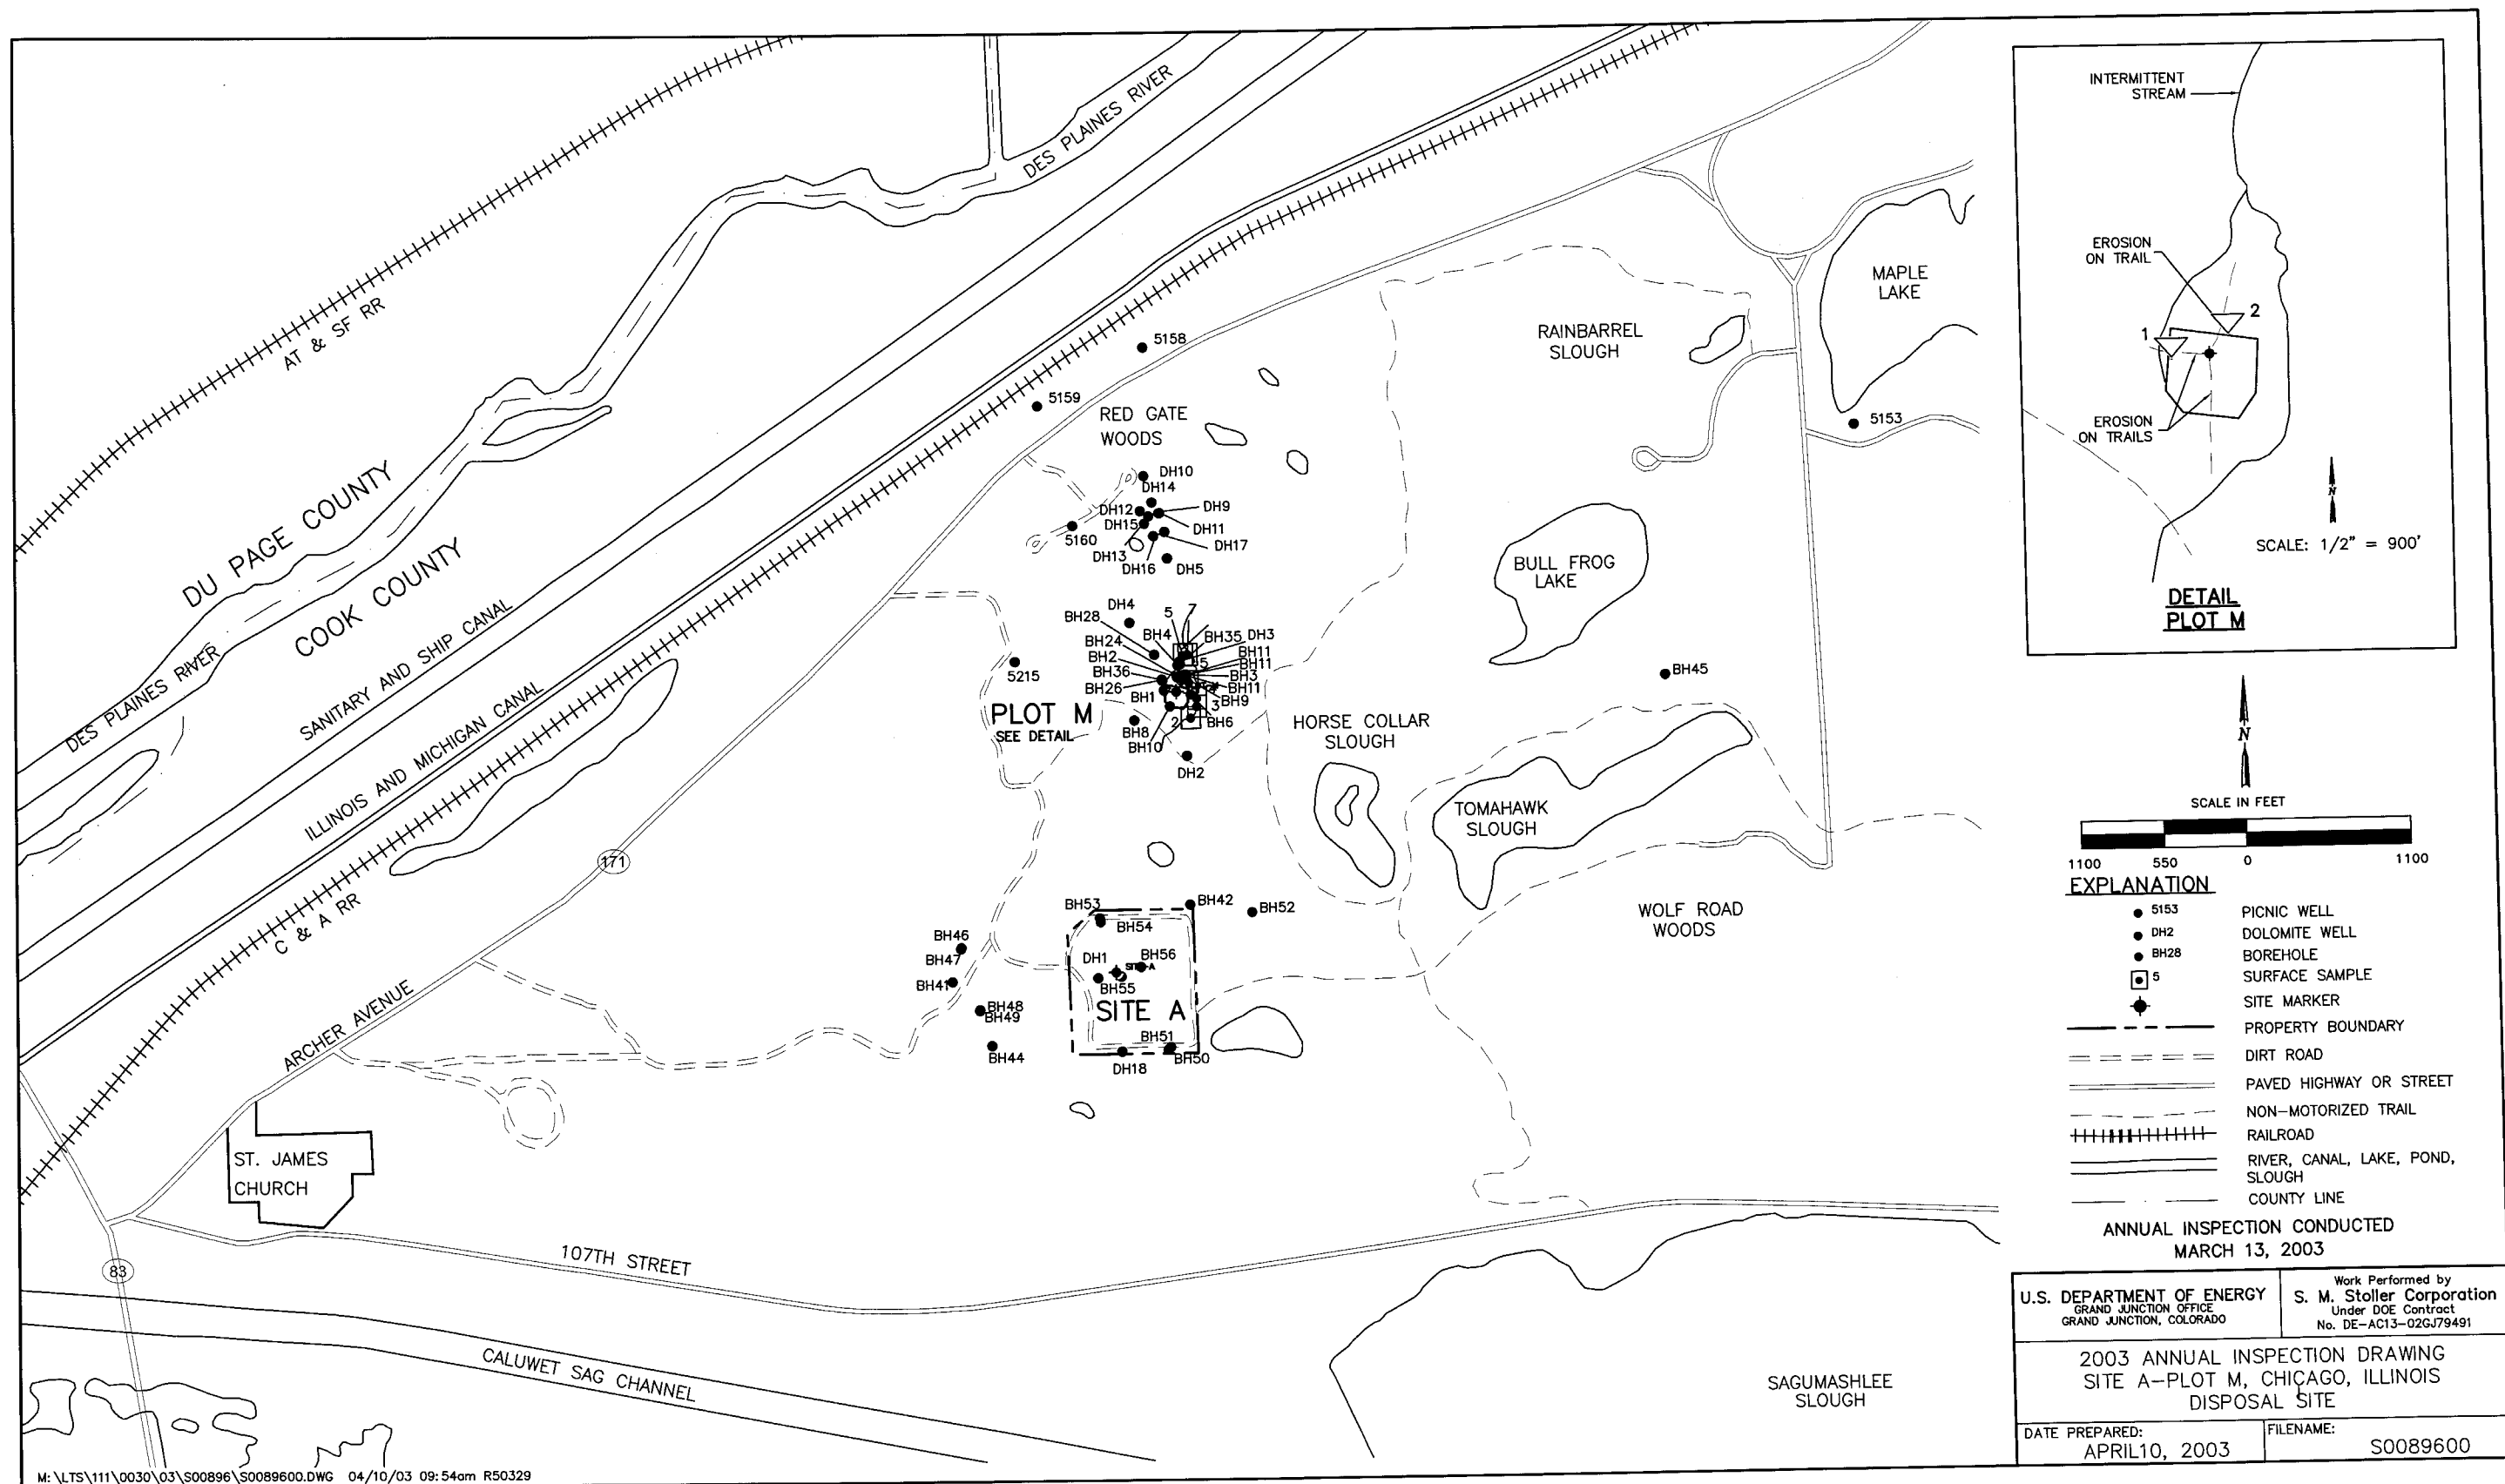 DES PLAINES RIVER
AT & SF RR
DU PAGE COUNTY
COOK COUNTY
DES PLAINES RIVER
SANITARY AND SHIP CANAL
ILLINOIS AND MICHIGAN CANAL
C & A RR
171
ARCHER AVENUE
ST. JAMES
CHURCH
83
107TH STREET
CALUWET SAG CHANNEL
5158
5159
RED GATE
WOODS
DH10
DH14
DH12
DH9
DH15
DH11
5160
DH17
DH13
DH16
DH5
DH4
5
7
BH28
BH4
BH35
DH3
BH24
BH11
5
BH2
BH11
BH36
BH3
BH26
BH11
BH1
BH9
3
2
BH6
BH8
BH10
DH2
5215
PLOT M
SEE DETAIL
MAPLE
LAKE
RAINBARREL
SLOUGH
5153
BULL FROG
LAKE
BH45
HORSE COLLAR
SLOUGH
TOMAHAWK
SLOUGH
WOLF ROAD
WOODS
BH53
BH42
BH52
BH54
BH46
BH47
BH41
DH1
SITE A
BH56
BH55
SITE A
BH48
BH49
BH44
BH51
BH50
DH18
SAGUMASHLEE
SLOUGH
INTERMITTENT
STREAM
EROSION
ON TRAIL
2
1
EROSION
ON TRAILS
N
SCALE: 1/2" = 900'
DETAIL
PLOT M
N
SCALE IN FEET
1100 550 0 1100
EXPLANATION
5153 PICNIC WELL
DH2 DOLOMITE WELL
BH28 BOREHOLE
5 SURFACE SAMPLE
SITE MARKER
PROPERTY BOUNDARY
DIRT ROAD
PAVED HIGHWAY OR STREET
NON-MOTORIZED TRAIL
RAILROAD
RIVER, CANAL, LAKE, POND,
SLOUGH
COUNTY LINE
ANNUAL INSPECTION CONDUCTED
MARCH 13, 2003
U.S. DEPARTMENT OF ENERGY
GRAND JUNCTION OFFICE
GRAND JUNCTION, COLORADO
Work Performed by
S. M. Stoller Corporation
Under DOE Contract
No. DE-AC13-02GJ79491
2003 ANNUAL INSPECTION DRAWING
SITE A-PLOT M, CHICAGO, ILLINOIS
DISPOSAL SITE
DATE PREPARED:
APRIL10, 2003
FILENAME:
S0089600
M:\LTS\111\0030\03\S00896\S0089600.DWG 04/10/03 09:54am R50329